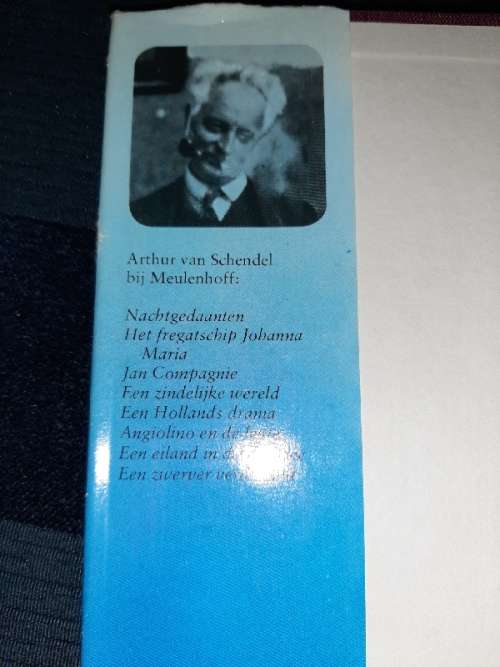 Arthur van Schendel
bij Meulenhoff:
Nachtgedaanten
Het fregatschip Johanna
Maria
Jan Compagnie
Een zindelijke wereld
Een Hollands drama
Angiolino en de
Een eiland in de
Een zwerver